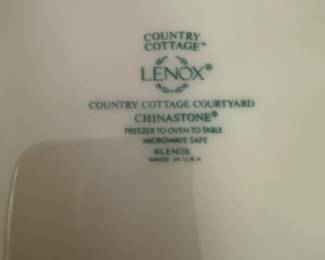 COUNTRY
COTTAGE™
LENOX®
COUNTRY COTTAGE COURTYARD
CHINASTONE®
FREEZER TO OVEN TO TABLE
MICROWAVE SAFE
©LENOX
MADE IN U.S.A.